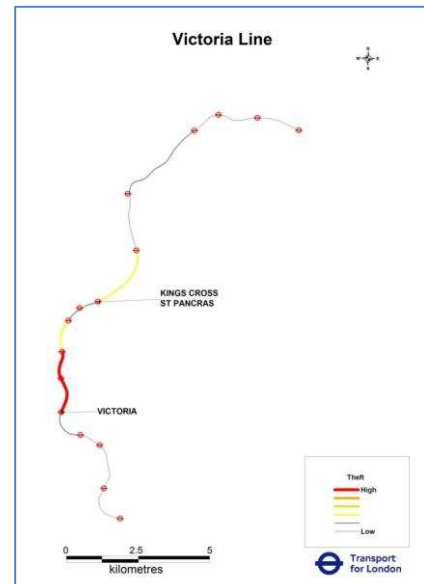 Victoria Line
N
W
E
S
KINGS CROSS
ST PANCRAS
VICTORIA
Theft
High
Low
0
2.5
5
kilometres
Transport
for London